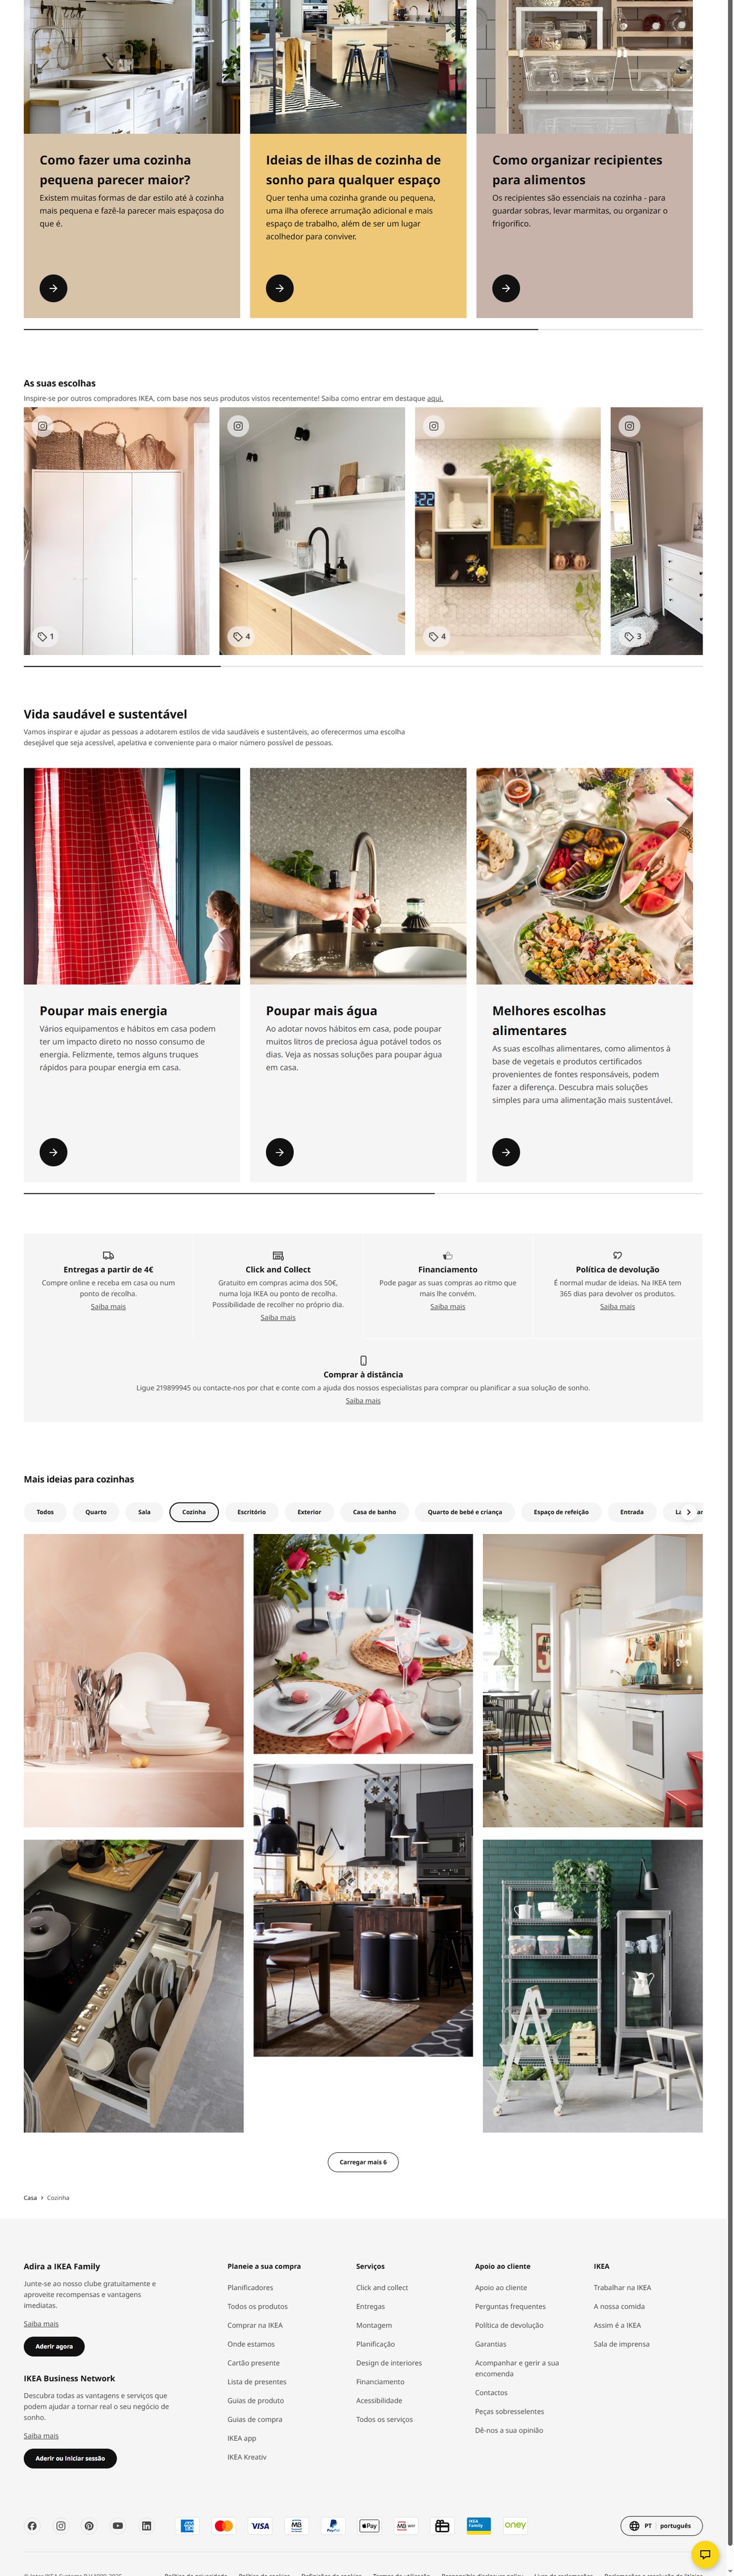 Como fazer uma cozinha
pequena parecer maior?
Existem muitas formas de dar estilo até à cozinha
mais pequena e fazê-la parecer mais espaçosa do
que é.
Ideias de ilhas de cozinha de
sonho para qualquer espaço
Quer tenha uma cozinha grande ou pequena,
uma ilha oferece arrumação adicional e mais
espaço de trabalho, além de ser um lugar
acolhedor para conviver.
Como organizar recipientes
para alimentos
Os recipientes são essenciais na cozinha - para
guardar sobras, levar marmitas, ou organizar o
frigorífico.
As suas escolhas
Inspire-se por outros compradores IKEA, com base nos seus produtos vistos recentemente! Saiba como entrar em destaque aqui.
1
4
4
3
Vida saudável e sustentável
Vamos inspirar e ajudar as pessoas a adotarem estilos de vida saudáveis e sustentáveis, ao oferecermos uma escolha
desejável que seja acessível, apelativa e conveniente para o maior número possível de pessoas.
Poupar mais energia
Vários equipamentos e hábitos em casa podem
ter um impacto direto no nosso consumo de
energia. Felizmente, temos alguns truques
rápidos para poupar energia em casa.
Poupar mais água
Ao adotar novos hábitos em casa, pode poupar
muitos litros de preciosa água potável todos os
dias. Veja as nossas soluções para poupar água
em casa.
Melhores escolhas
alimentares
As suas escolhas alimentares, como alimentos à
base de vegetais e produtos certificados
provenientes de fontes responsáveis, podem
fazer a diferença. Descubra mais soluções
simples para uma alimentação mais sustentável.
Entregas a partir de 4€
Compre online e receba em casa ou num
ponto de recolha.
Saiba mais
Click and Collect
Gratuito em compras acima dos 50€,
numa loja IKEA ou ponto de recolha.
Possibilidade de recolher no próprio dia.
Saiba mais
Financiamento
Pode pagar as suas compras ao ritmo que
mais lhe convém.
Saiba mais
Política de devolução
É normal mudar de ideias. Na IKEA tem
365 dias para devolver os produtos.
Saiba mais
Comprar à distância
Ligue 219899945 ou contacte-nos por chat e conte com a ajuda dos nossos especialistas para comprar ou planificar a sua solução de sonho.
Saiba mais
Mais ideias para cozinhas
Todos
Quarto
Sala
Cozinha
Escritório
Exterior
Casa de banho
Quarto de bebé e criança
Espaço de refeição
Entrada
Carregar mais 6
Casa
Cozinha
Adira a IKEA Family
Junte-se ao nosso clube gratuitamente e
aproveite recompensas e vantagens
imediatas.
Saiba mais
Aderir agora
IKEA Business Network
Descubra todas as vantagens e serviços que
podem ajudar a tornar real o seu negócio de
sonho.
Saiba mais
Aderir ou Iniciar sessão
Planeie a sua compra
Planificadores
Todos os produtos
Comprar na IKEA
Onde estamos
Cartão presente
Lista de presentes
Guias de produto
Guias de compra
IKEA app
IKEA Kreativ
Serviços
Click and collect
Entregas
Montagem
Planificação
Design de interiores
Financiamento
Acessibilidade
Todos os serviços
Apoio ao cliente
Apoio ao cliente
Perguntas frequentes
Política de devolução
Garantias
Acompanhar e gerir a sua
encomenda
Contactos
Peças sobresselentes
Dê-nos a sua opinião
IKEA
Trabalhar na IKEA
A nossa comida
Assim é a IKEA
Sala de imprensa
VISA
MB
PayPal
Pay
MB WAY
IKEA
Family
oney
PT
português